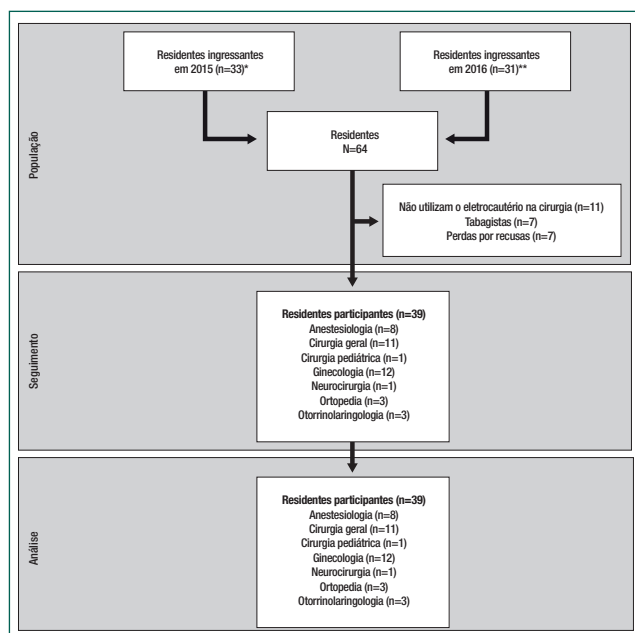 População
Residentes ingressantes
em 2015 (n=33)*
Residentes ingressantes
em 2016 (n=31)**
Residentes
N=64
Não utilizam o eletrocautério na cirurgia (n=11)
Tabagistas (n=7)
Perdas por recusas (n=7)
Seguimento
Residentes participantes (n=39)
Anestesiologia (n=8)
Cirurgia geral (n=11)
Cirurgia pediátrica (n=1)
Ginecologia (n=12)
Neurocirurgia (n=1)
Ortopedia (n=3)
Otorrinolaringologia (n=3)
Análise
Residentes participantes (n=39)
Anestesiologia (n=8)
Cirurgia geral (n=11)
Cirurgia pediátrica (n=1)
Ginecologia (n=12)
Neurocirurgia (n=1)
Ortopedia (n=3)
Otorrinolaringologia (n=3)